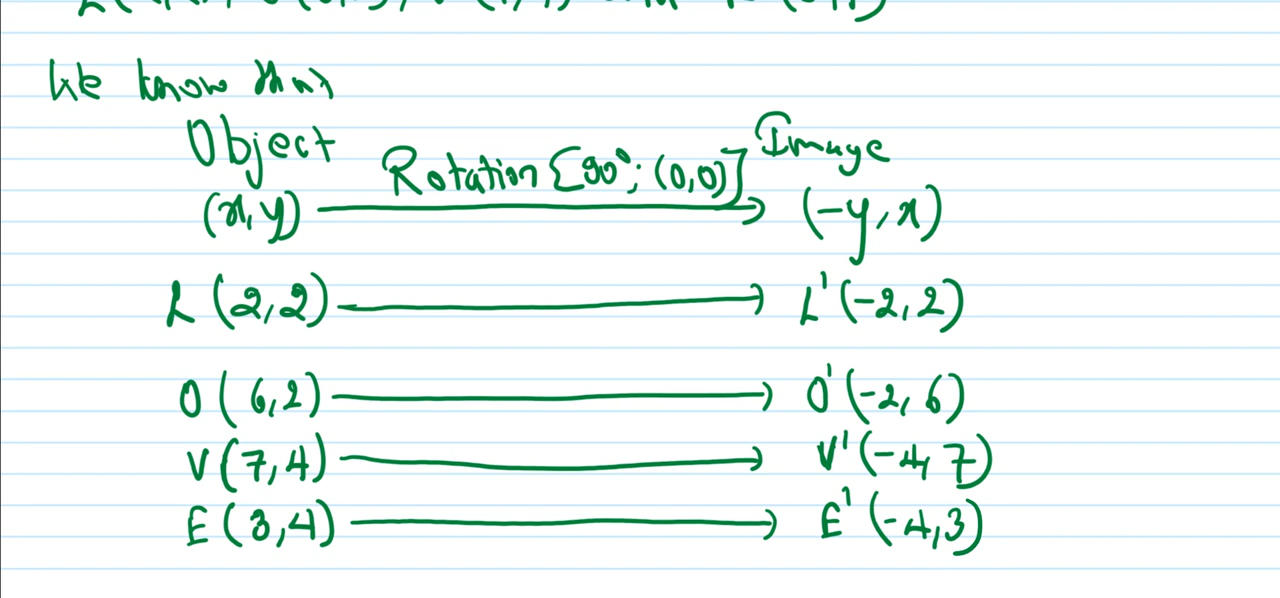 We know that
Object Rotation [90°; (0,0)] Image
(x,y) (-y,x)
L (2,2) L'(-2,2)
O (6,2) O'(-2,6)
V (7,4) V'(-4,7)
E (3,4) E'(-4,3)